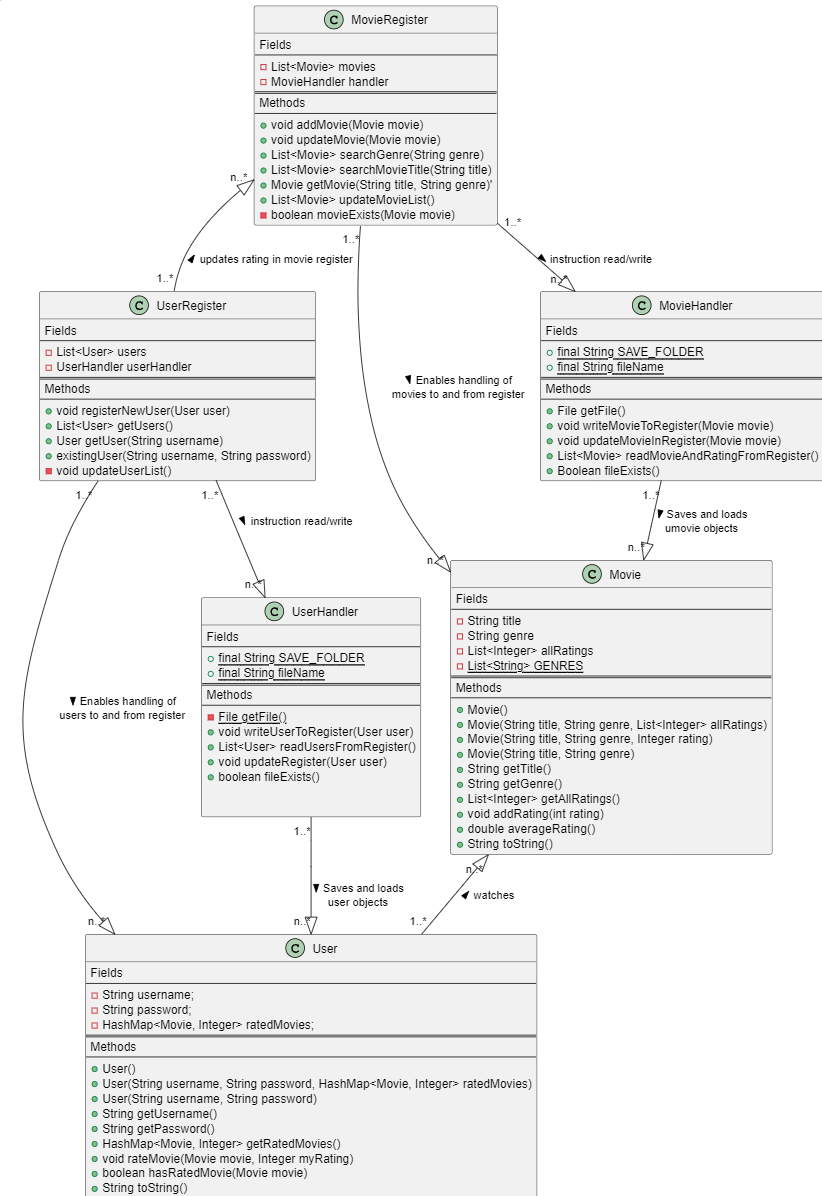 C MovieRegister
Fields
List<Movie> movies
MovieHandler handler
Methods
void addMovie(Movie movie)
void updateMovie(Movie movie)
List<Movie> searchGenre(String genre)
List<Movie> searchMovieTitle(String title)
Movie getMovie(String title, String genre)'
List<Movie> updateMovieList()
boolean movieExists(Movie movie)
n..*
1..*
1..*
updates rating in movie register
instruction read/write
1..*
n..*
C UserRegister
Fields
List<User> users
UserHandler userHandler
Methods
void registerNewUser(User user)
List<User> getUsers()
User getUser(String username)
existingUser(String username, String password)
void updateUserList()
Enables handling of
movies to and from register
C MovieHandler
Fields
final String SAVE_FOLDER
final String fileName
Methods
File getFile()
void writeMovieToRegister(Movie movie)
void updateMovieInRegister(Movie movie)
List<Movie> readMovieAndRatingFromRegister()
Boolean fileExists()
1..*
1..*
1..*
instruction read/write
Saves and loads
umovie objects
n..*
n..*
n..*
C UserHandler
Fields
final String SAVE_FOLDER
final String fileName
Methods
File getFile()
void writeUserToRegister(User user)
List<User> readUsersFromRegister()
void updateRegister(User user)
boolean fileExists()
C Movie
Fields
String title
String genre
List<Integer> allRatings
List<String> GENRES
Methods
Movie()
Movie(String title, String genre, List<Integer> allRatings)
Movie(String title, String genre, Integer rating)
Movie(String title, String genre)
String getTitle()
String getGenre()
List<Integer> getAllRatings()
void addRating(int rating)
double averageRating()
String toString()
Enables handling of
users to and from register
1..*
Saves and loads
user objects
n..*
watches
n..*
n..*
1..*
C User
Fields
String username;
String password;
HashMap<Movie, Integer> ratedMovies;
Methods
User()
User(String username, String password, HashMap<Movie, Integer> ratedMovies)
User(String username, String password)
String getUsername()
String getPassword()
HashMap<Movie, Integer> getRatedMovies()
void rateMovie(Movie movie, Integer myRating)
boolean hasRatedMovie(Movie movie)
String toString()